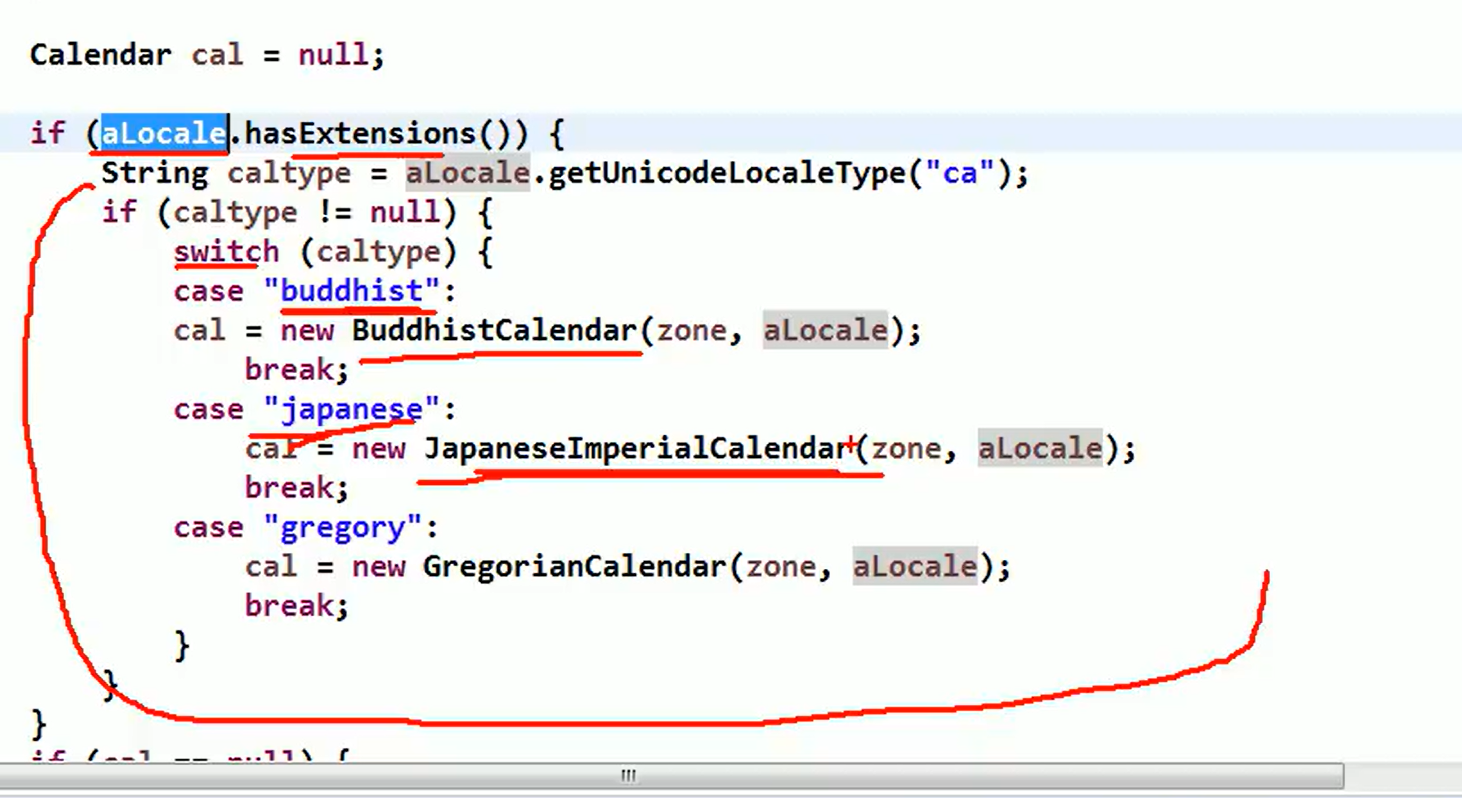 Calendar cal = null;
if (aLocale.hasExtensions()) {
String caltype = aLocale.getUnicodeLocaleType("ca");
if (caltype != null) {
switch (caltype) {
case "buddhist":
cal = new BuddhistCalendar(zone, aLocale);
break;
case "japanese":
cal = new JapaneseImperialCalendar(zone, aLocale);
break;
case "gregory":
cal = new GregorianCalendar(zone, aLocale);
break;
}
}
}
if (cal == null) {